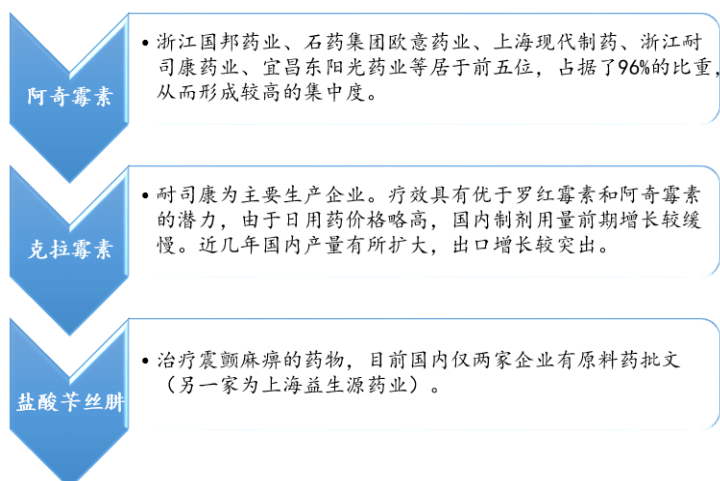 阿奇霉素
• 浙江国邦药业、石药集团欧意药业、上海现代制药、浙江耐
司康药业、宜昌东阳光药业等居于前五位，占据了96%的比重，
从而形成较高的集中度。
克拉霉素
• 耐司康为主要生产企业。疗效具有优于罗红霉素和阿奇霉素
的潜力，由于日用药价格略高，国内制剂用量前期增长较缓
慢。近几年国内产量有所扩大，出口增长较突出。
盐酸苄丝肼
• 治疗震颤麻痹的药物，目前国内仅两家企业有原料药批文
（另一家为上海益生源药业）。